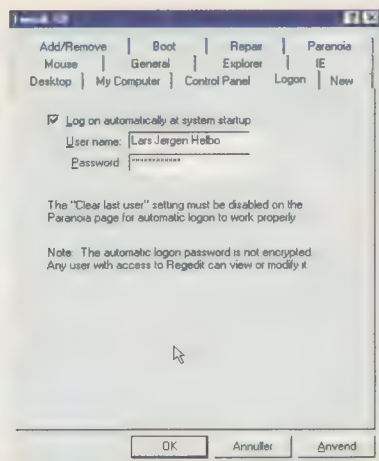 Add/Remove Boot Repair Paranoia
Mouse General Explorer IE
Desktop My Computer Control Panel Logon New
Log on automatically at system startup
User name: Lars Jørgen Helbo
Password ************
The "Clear last user" setting must be disabled on the
Paranoia page for automatic logon to work properly
Note: The automatic logon password is not encrypted.
Any user with access to Regedit can view or modify it
OK Annuller Anvend